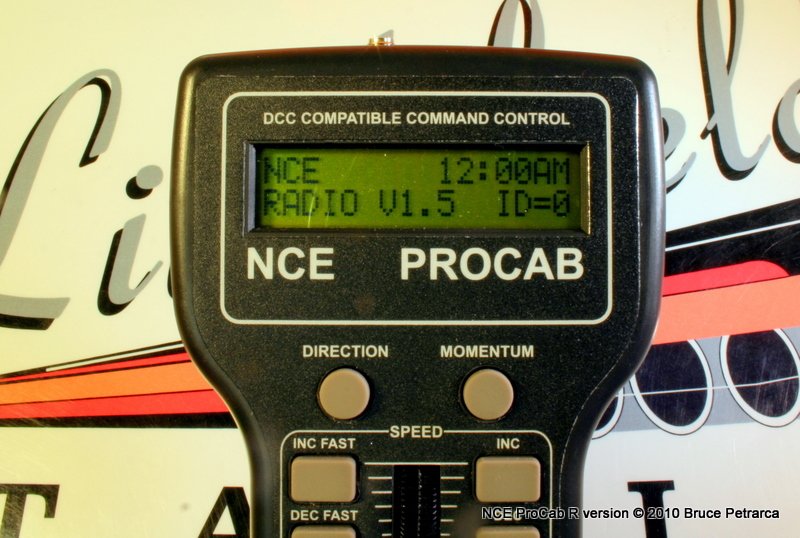 DCC COMPATIBLE COMMAND CONTROL
NCE 12:00AM
RADIO V1.5 ID=0
NCE PROCAB
DIRECTION MOMENTUM
SPEED
INC FAST INC
DEC FAST DEC
NCE ProCab R version © 2010 Bruce Petrarca